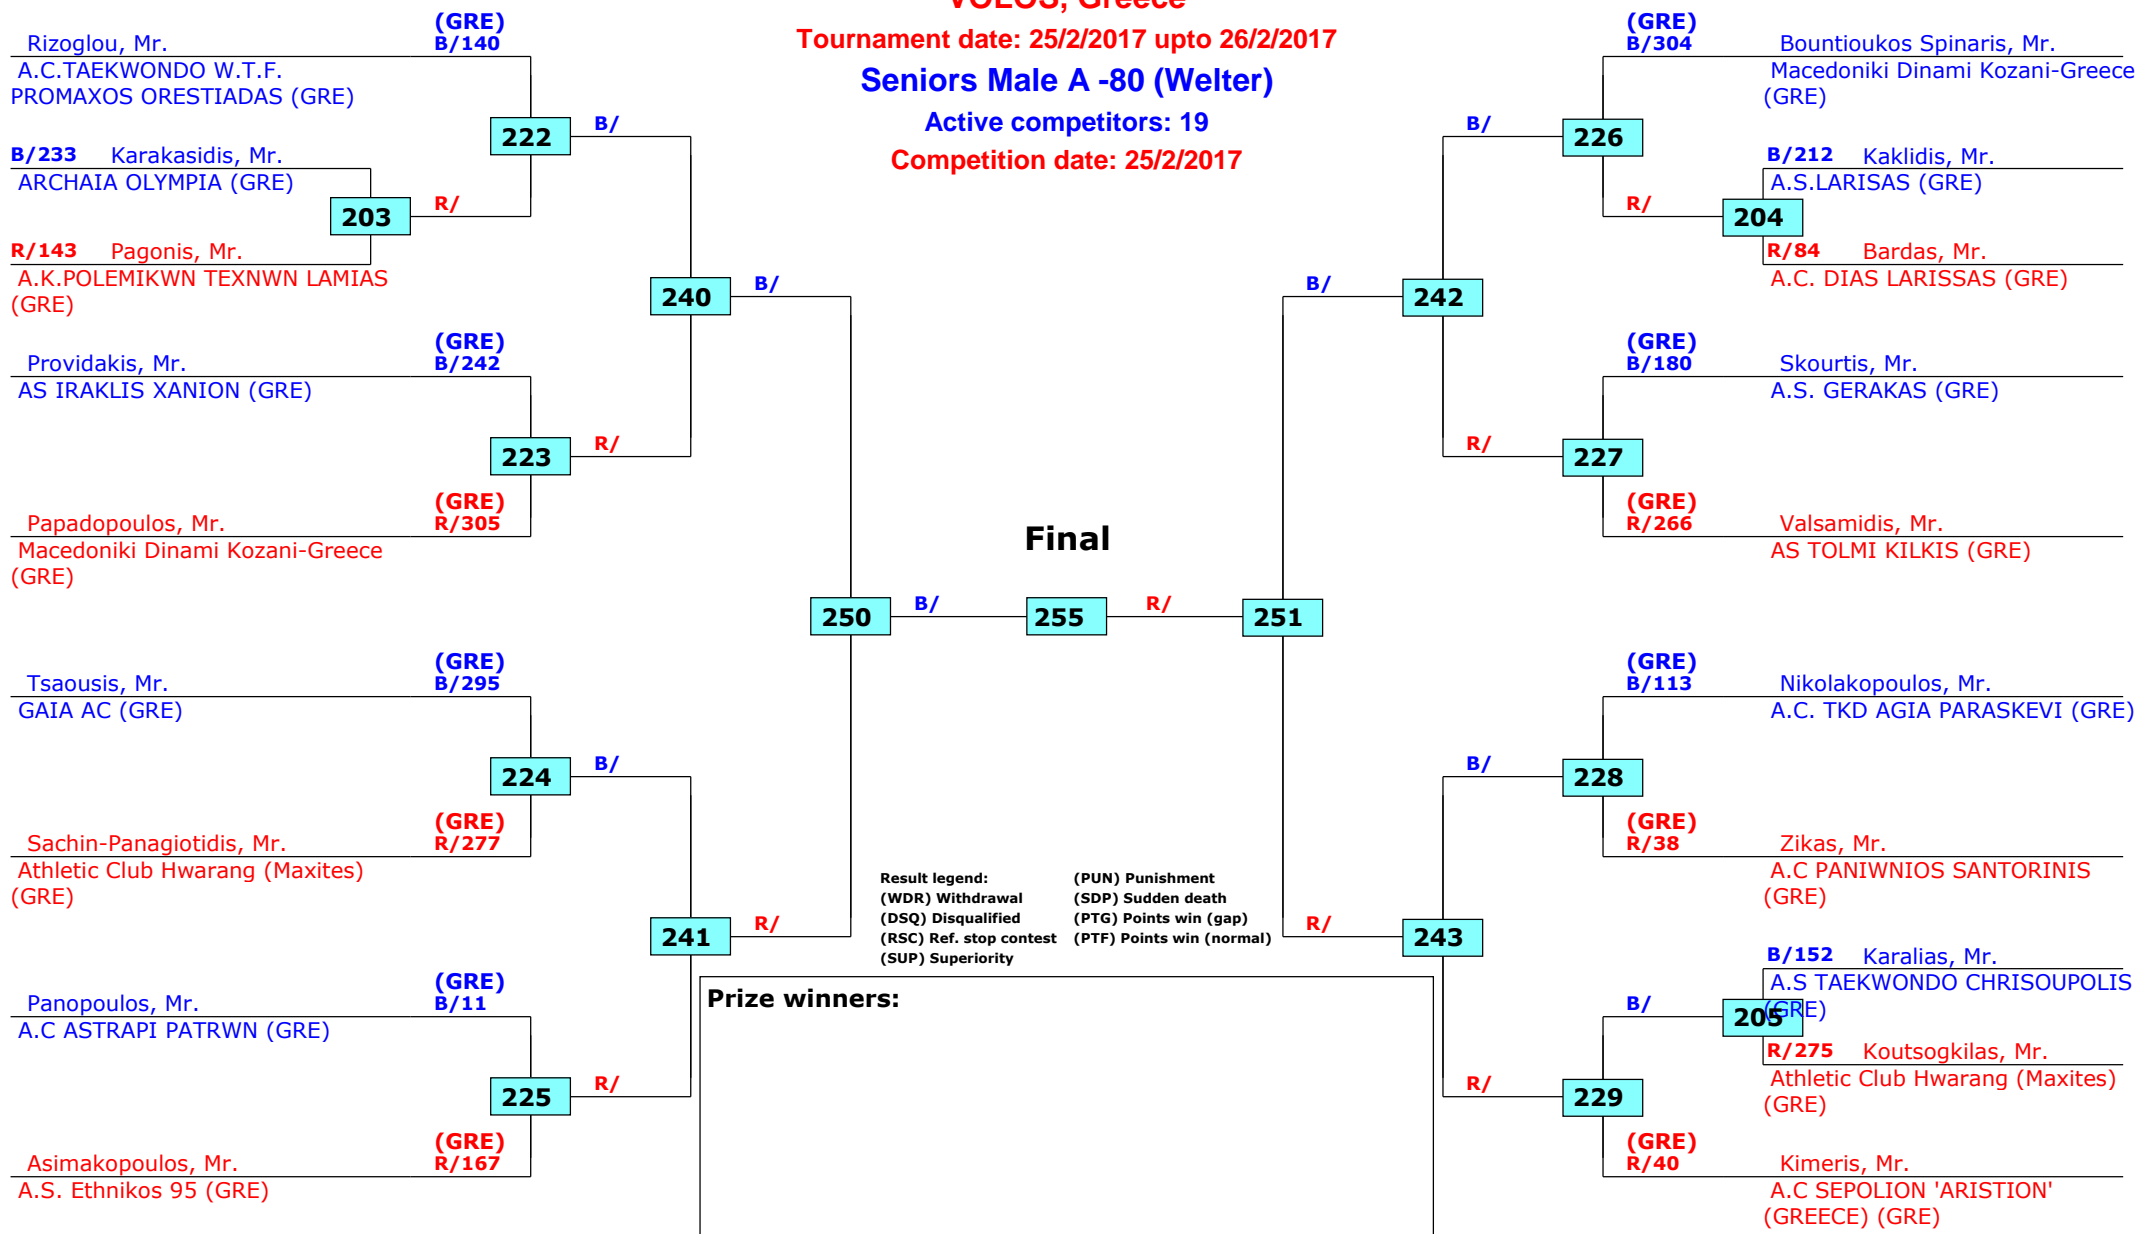 VOLOS, Greece
Tournament date: 25/2/2017 upto 26/2/2017
Seniors Male A -80 (Welter)
Active competitors: 19
Competition date: 25/2/2017
(GRE)
Rizoglou, Mr. B/140
A.C.TAEKWONDO W.T.F.
PROMAXOS ORESTIADAS (GRE)
222
B/
B/233 Karakasidis, Mr.
ARCHAIA OLYMPIA (GRE)
203
R/
R/143 Pagonis, Mr.
A.K.POLEMIKWN TEXNWN LAMIAS
(GRE)
240
B/
(GRE)
Providakis, Mr. B/242
AS IRAKLIS XANION (GRE)
223
R/
(GRE)
Papadopoulos, Mr. R/305
Macedoniki Dinami Kozani-Greece
(GRE)
250
B/
(GRE)
Tsaousis, Mr. B/295
GAIA AC (GRE)
224
B/
(GRE)
Sachin-Panagiotidis, Mr. R/277
Athletic Club Hwarang (Maxites)
(GRE)
241
R/
(GRE)
Panopoulos, Mr. B/11
A.C ASTRAPI PATRWN (GRE)
225
R/
(GRE)
Asimakopoulos, Mr. R/167
A.S. Ethnikos 95 (GRE)
Final
255
R/
251
Result legend: (PUN) Punishment
(WDR) Withdrawal (SDP) Sudden death
(DSQ) Disqualified (PTG) Points win (gap)
(RSC) Ref. stop contest (PTF) Points win (normal)
(SUP) Superiority
Prize winners:
(GRE)
B/304 Bountioukos Spinaris, Mr.
Macedoniki Dinami Kozani-Greece
(GRE)
B/
226
B/212 Kaklidis, Mr.
A.S.LARISAS (GRE)
R/
204
R/84 Bardas, Mr.
A.C. DIAS LARISSAS (GRE)
B/
242
(GRE)
B/180 Skourtis, Mr.
A.S. GERAKAS (GRE)
R/
227
(GRE)
R/266 Valsamidis, Mr.
AS TOLMI KILKIS (GRE)
(GRE)
B/113 Nikolakopoulos, Mr.
A.C. TKD AGIA PARASKEVI (GRE)
B/
228
(GRE)
R/38 Zikas, Mr.
A.C PANIWNIOS SANTORINIS
(GRE)
R/
243
B/152 Karalias, Mr.
A.S TAEKWONDO CHRISOUPOLIS
(GRE)
B/
205
R/275 Koutsogkilas, Mr.
Athletic Club Hwarang (Maxites)
(GRE)
R/
229
(GRE)
R/40 Kimeris, Mr.
A.C SEPOLION 'ARISTION'
(GREECE) (GRE)